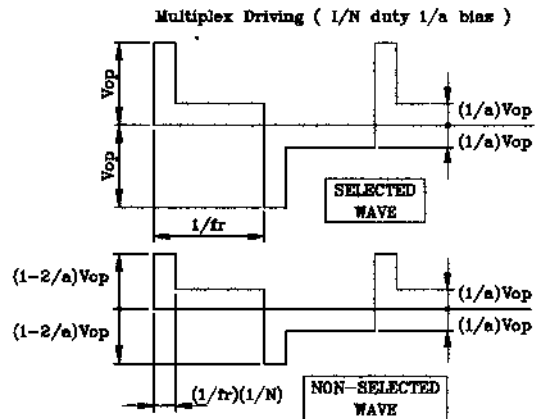 Multiplex Driving ( 1/N duty 1/a bias )
Vop
Vop
(1/a)Vop
(1/a)Vop
SELECTED
WAVE
1/fr
(1-2/a)Vop
(1-2/a)Vop
(1/a)Vop
(1/a)Vop
(1/fr)(1/N)
NON-SELECTED
WAVE